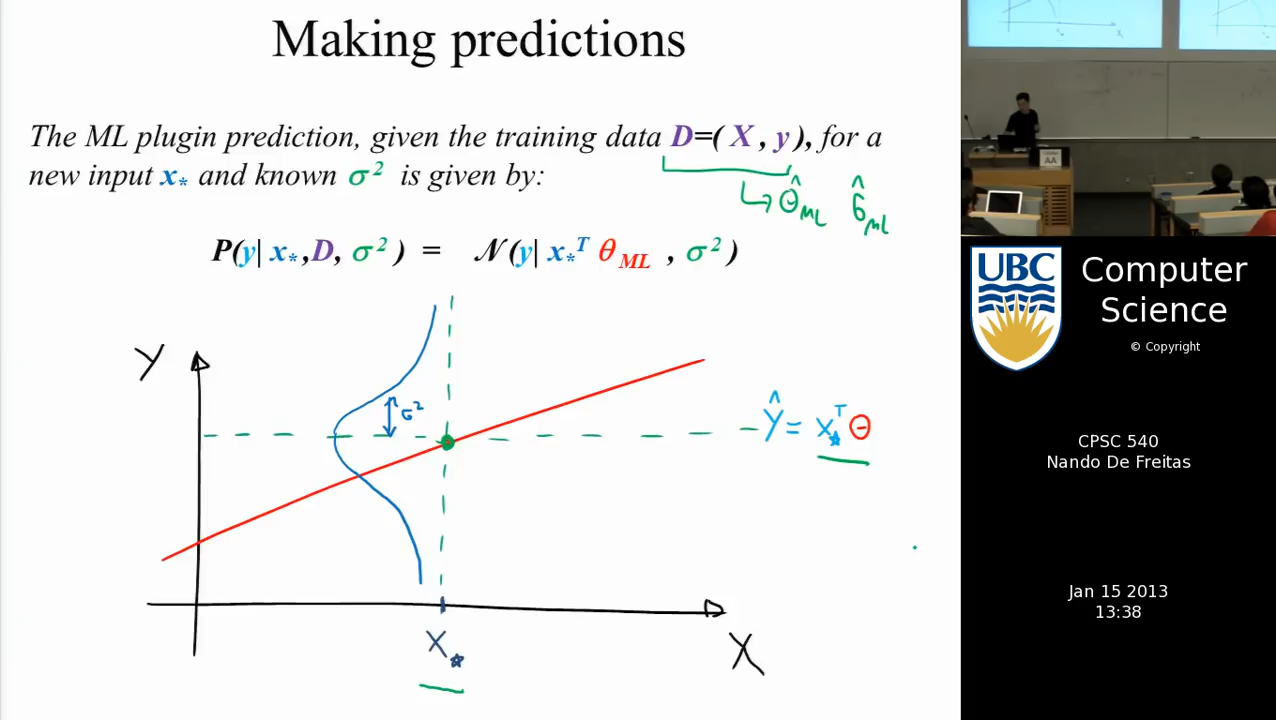 Making predictions
The ML plugin prediction, given the training data D=( X , y ), for a
new input x* and known σ² is given by:
θ̂ML σ̂ML
P(y| x*,D, σ² ) = 𝒩(y| x*ᵀ θML , σ² )
Y
σ²
Ŷ = x*ᵀ θ
X*
X
AA
UBC
Computer
Science
© Copyright
CPSC 540
Nando De Freitas
Jan 15 2013
13:38